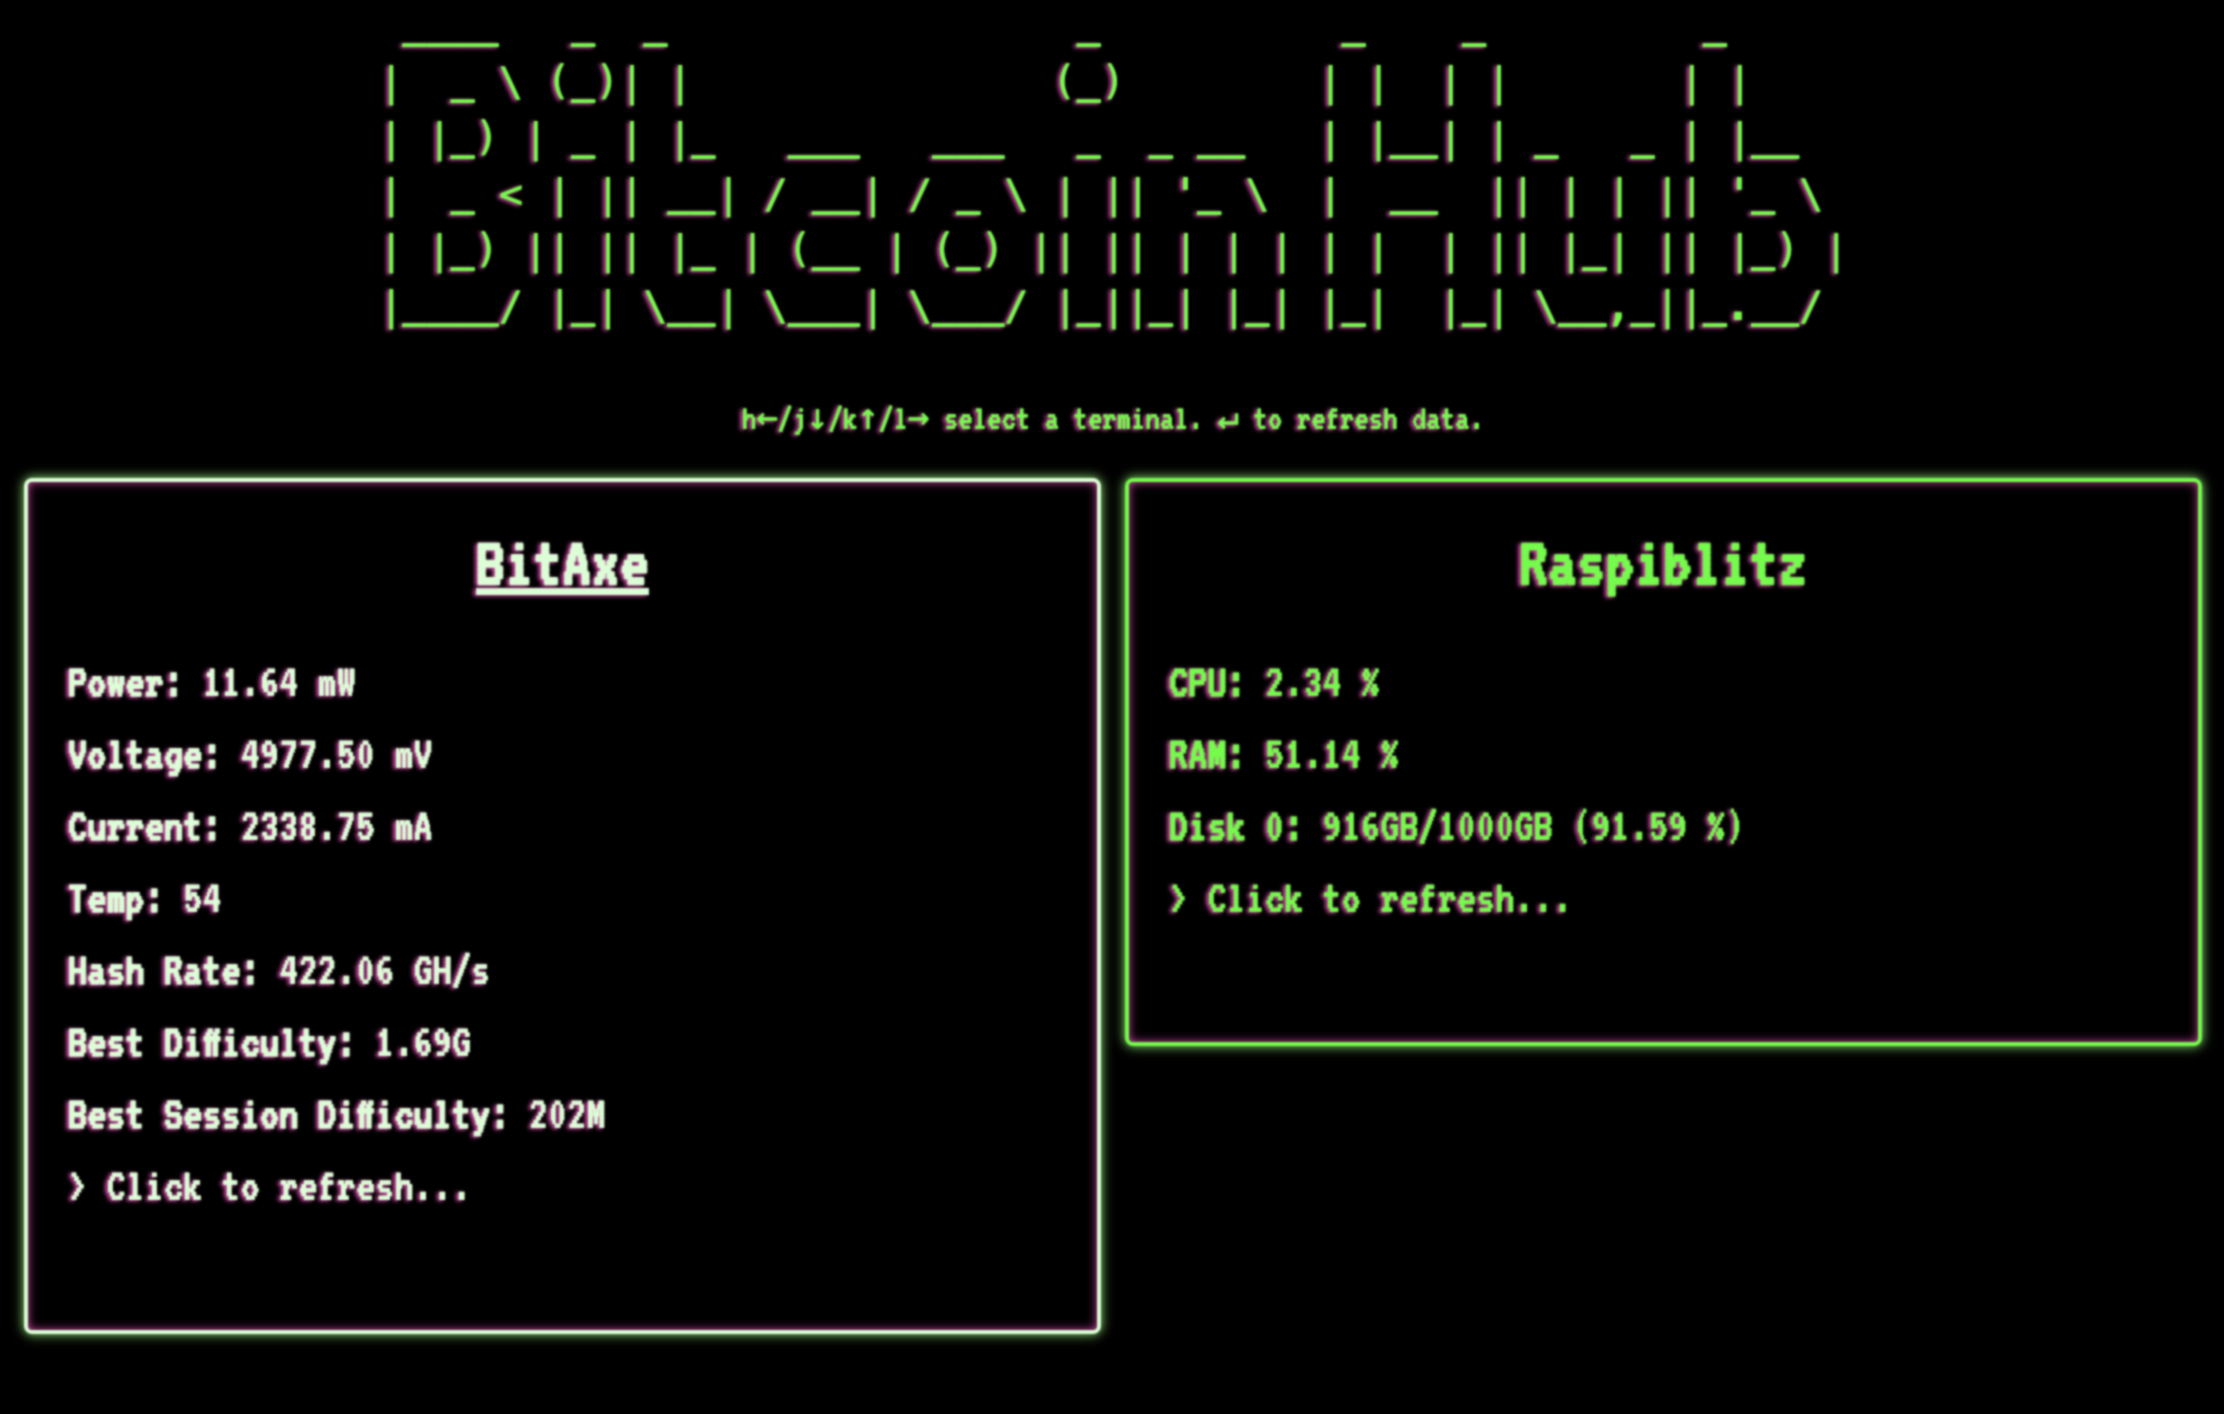 BitcoinHub
h←/j↓/k↑/l→ select a terminal. ↵ to refresh data.
BitAxe
Power: 11.64 mW
Voltage: 4977.50 mV
Current: 2338.75 mA
Temp: 54
Hash Rate: 422.06 GH/s
Best Difficulty: 1.69G
Best Session Difficulty: 202M
❯ Click to refresh...
Raspiblitz
CPU: 2.34 %
RAM: 51.14 %
Disk 0: 916GB/1000GB (91.59 %)
❯ Click to refresh...